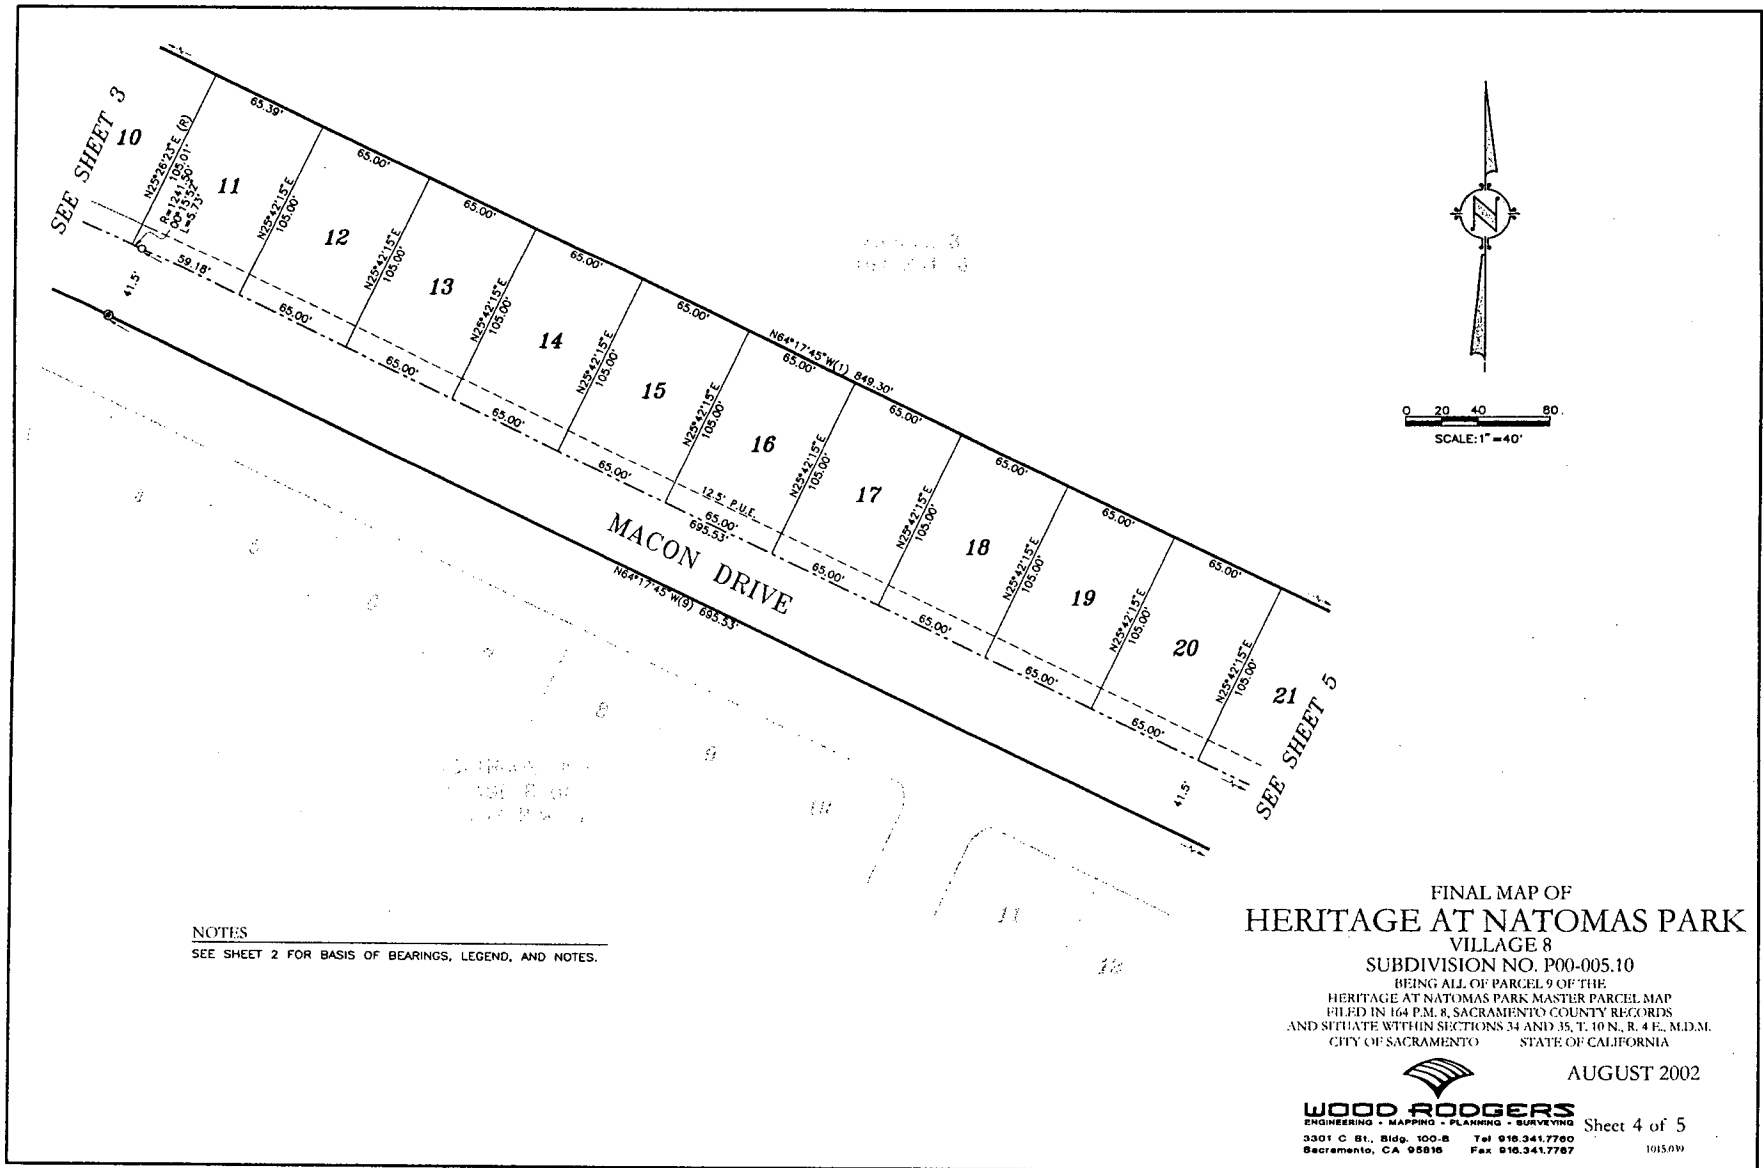 SEE SHEET 3
10
N25°26'23"E (R)
105.01'
R=1241.50'
00°15'52"
L=5.73'
65.39'
11
59.18'
41.5'
N25°42'15"E
105.00'
65.00'
12
65.00'
N25°42'15"E
105.00'
65.00'
13
65.00'
N25°42'15"E
105.00'
65.00'
14
65.00'
N25°42'15"E
105.00'
65.00'
15
65.00'
N25°42'15"E
105.00'
N64°17'45"W(1) 849.30'
65.00'
16
12.5' P.U.E.
65.00'
695.53'
N25°42'15"E
105.00'
65.00'
17
65.00'
N25°42'15"E
105.00'
65.00'
18
65.00'
N25°42'15"E
105.00'
65.00'
19
65.00'
N25°42'15"E
105.00'
65.00'
20
65.00'
N25°42'15"E
105.00'
21
41.5'
SEE SHEET 5
MACON DRIVE
N64°17'45"W(9) 695.53'
8
9
10
11
12
N
0 20 40 80
SCALE: 1"=40'
NOTES
SEE SHEET 2 FOR BASIS OF BEARINGS, LEGEND, AND NOTES.
FINAL MAP OF
HERITAGE AT NATOMAS PARK
VILLAGE 8
SUBDIVISION NO. P00-005.10
BEING ALL OF PARCEL 9 OF THE
HERITAGE AT NATOMAS PARK MASTER PARCEL MAP
FILED IN 164 P.M. 8, SACRAMENTO COUNTY RECORDS
AND SITUATE WITHIN SECTIONS 34 AND 35, T. 10 N., R. 4 E., M.D.M.
CITY OF SACRAMENTO STATE OF CALIFORNIA
AUGUST 2002
WOOD RODGERS
ENGINEERING • MAPPING • PLANNING • SURVEYING
3301 C St., Bldg. 100-B Tel 916.341.7760
Sacramento, CA 95816 Fax 916.341.7767
Sheet 4 of 5
1015.039